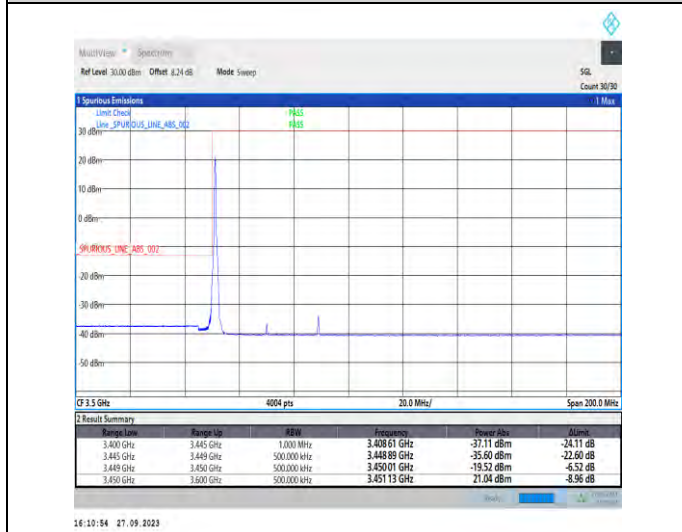 MultiView Spectrum
Ref Level 30.00 dBm Offset 8.24 dB Mode Sweep SGL
Count 30/30
1 Spurious Emissions 1 Max
Limit Check PASS
Line _SPURIOUS_LINE_ABS_002 PASS
30 dBm
20 dBm
10 dBm
0 dBm
_SPURIOUS_LINE_ABS_002
-20 dBm
-30 dBm
-40 dBm
-50 dBm
CF 3.5 GHz 4004 pts 20.0 MHz/ Span 200.0 MHz
2 Result Summary
Range Low Range Up RBW Frequency Power Abs ΔLimit
3.400 GHz 3.445 GHz 1.000 MHz 3.408 61 GHz -37.11 dBm -24.11 dB
3.445 GHz 3.449 GHz 500.000 kHz 3.448 89 GHz -35.60 dBm -22.60 dB
3.449 GHz 3.450 GHz 500.000 kHz 3.450 01 GHz -19.52 dBm -6.52 dB
3.450 GHz 3.600 GHz 500.000 kHz 3.451 13 GHz 21.04 dBm -8.96 dB
16:10:54 27.09.2023